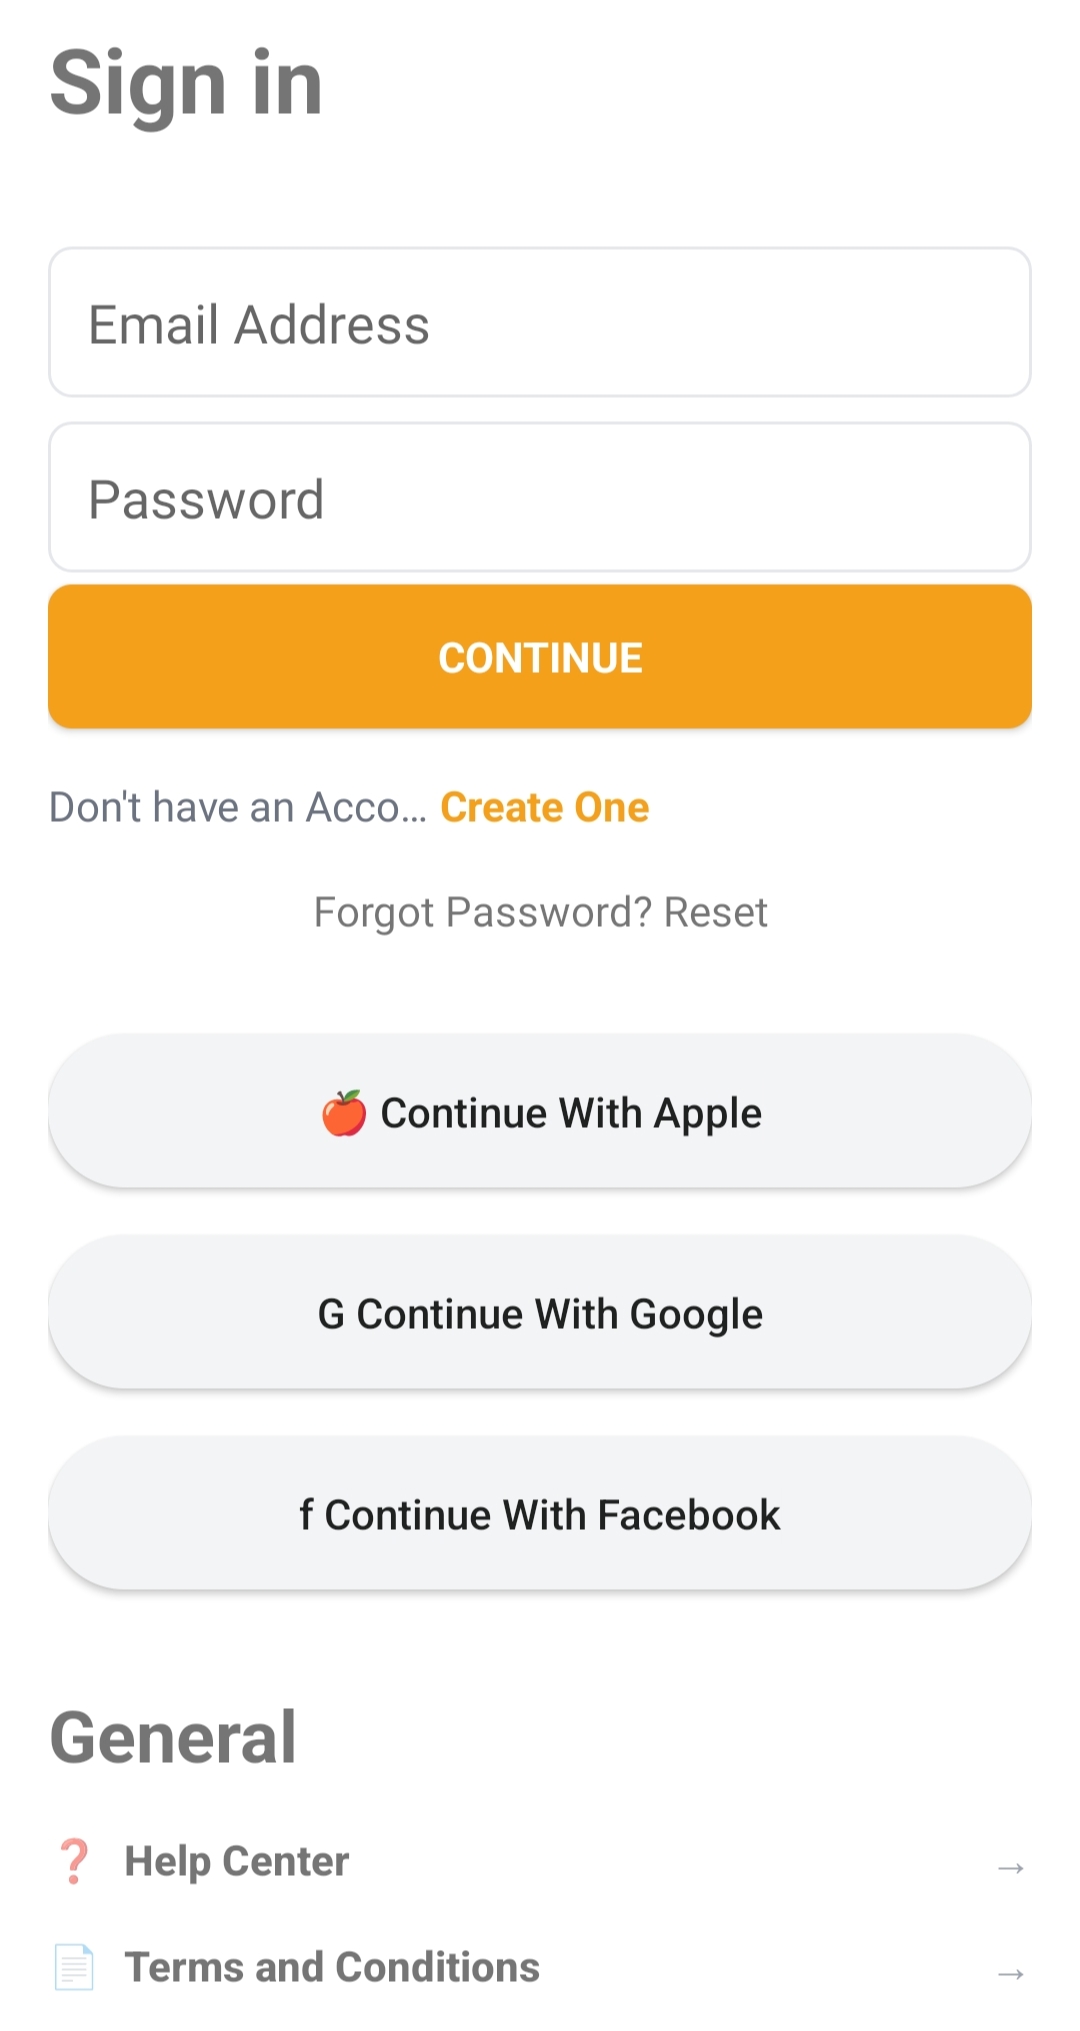 Sign in
Email Address
Password
CONTINUE
Don't have an Acco... Create One
Forgot Password? Reset
🍎 Continue With Apple
G Continue With Google
f Continue With Facebook
General
❓ Help Center →
📄 Terms and Conditions →